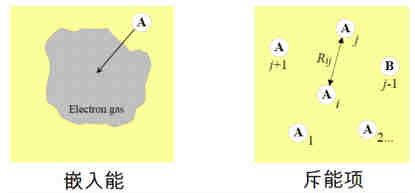 A
Electron gas
嵌入能
A
j
A
j+1
Rij
B
j-1
A
i
A
1
A
2...
斥能项